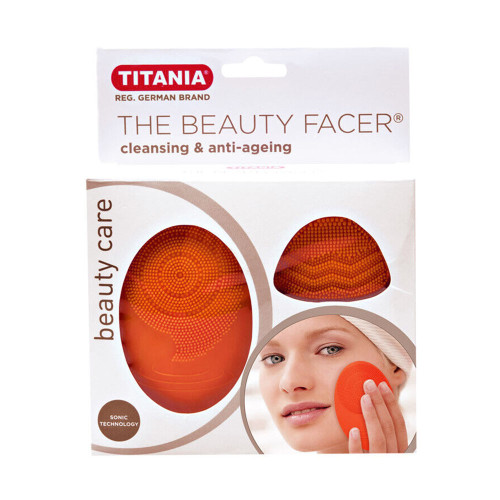 TITANIA®
REG. GERMAN BRAND
THE BEAUTY FACER®
cleansing & anti-ageing
beauty care
SONIC
TECHNOLOGY